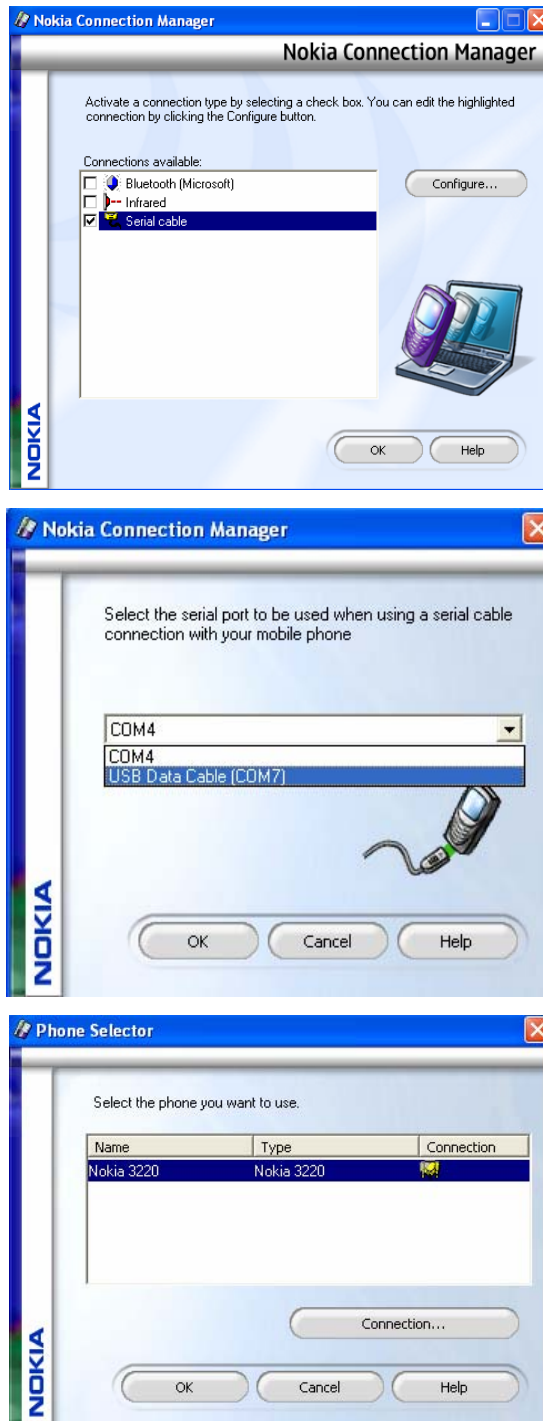 Nokia Connection Manager
Nokia Connection Manager
Activate a connection type by selecting a check box. You can edit the highlighted
connection by clicking the Configure button.
Connections available:
Bluetooth (Microsoft)
Infrared
Serial cable
Configure...
OK
Help
NOKIA
Nokia Connection Manager
Select the serial port to be used when using a serial cable
connection with your mobile phone
COM4
COM4
USB Data Cable (COM7)
OK
Cancel
Help
NOKIA
Phone Selector
Select the phone you want to use.
Name Type Connection
Nokia 3220 Nokia 3220
Connection...
OK
Cancel
Help
NOKIA